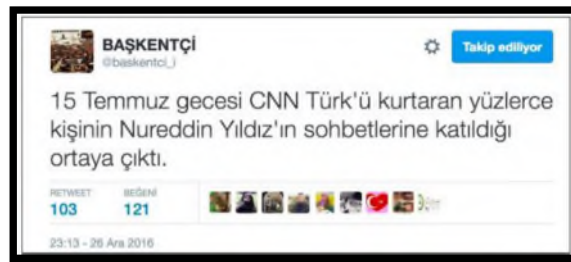 BAŞKENTÇİ
@baskentci_i
Takip ediliyor
15 Temmuz gecesi CNN Türk'ü kurtaran yüzlerce
kişinin Nureddin Yıldız'ın sohbetlerine katıldığı
ortaya çıktı.
RETWEET BEĞENİ
103 121
23:13 - 26 Ara 2016